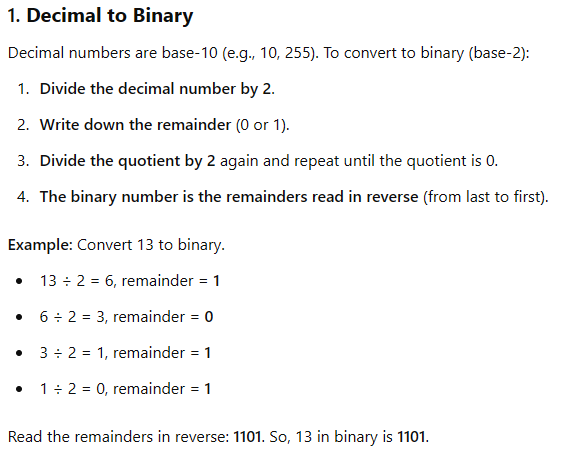 1. Decimal to Binary
Decimal numbers are base-10 (e.g., 10, 255). To convert to binary (base-2):
1. Divide the decimal number by 2.
2. Write down the remainder (0 or 1).
3. Divide the quotient by 2 again and repeat until the quotient is 0.
4. The binary number is the remainders read in reverse (from last to first).
Example: Convert 13 to binary.
• 13 ÷ 2 = 6, remainder = 1
• 6 ÷ 2 = 3, remainder = 0
• 3 ÷ 2 = 1, remainder = 1
• 1 ÷ 2 = 0, remainder = 1
Read the remainders in reverse: 1101. So, 13 in binary is 1101.